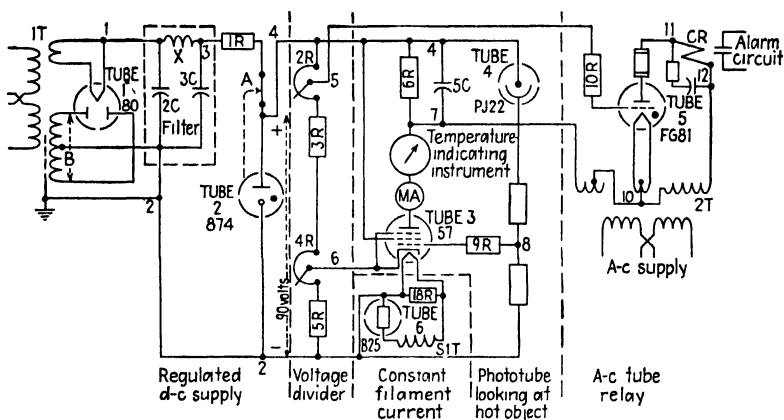 1T
1
X
3
1R
4
2R
5
4
TUBE 4
PJ22
11
CR
Alarm circuit
TUBE 1
80
2C
3C
Filter
A
B
6R
5C
7
10R
12
TUBE 5
FG81
3R
+
Temperature-indicating instrument
MA
TUBE 2
874
TUBE 3
57
10
2T
A-c supply
2
4R
6
9R
8
90 volts
5R
18R
TUBE 6
B25
S1T
−
2
Regulated d-c supply
Voltage divider
Constant filament current
Phototube looking at hot object
A-c tube relay